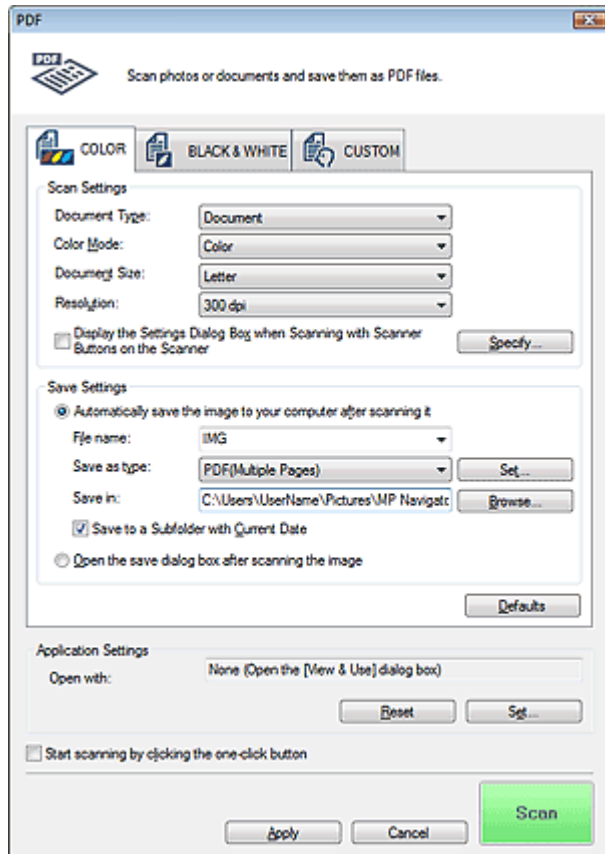 PDF
PDF
Scan photos or documents and save them as PDF files.
COLOR
BLACK & WHITE
CUSTOM
Scan Settings
Document Type: Document
Color Mode: Color
Document Size: Letter
Resolution: 300 dpi
Display the Settings Dialog Box when Scanning with Scanner
Buttons on the Scanner
Specify...
Save Settings
Automatically save the image to your computer after scanning it
File name: IMG
Save as type: PDF(Multiple Pages) Set...
Save in: C:\Users\UserName\Pictures\MP Navigatc Browse...
Save to a Subfolder with Current Date
Open the save dialog box after scanning the image
Defaults
Application Settings
Open with: None (Open the [View & Use] dialog box)
Reset Set...
Start scanning by clicking the one-click button
Scan
Apply Cancel